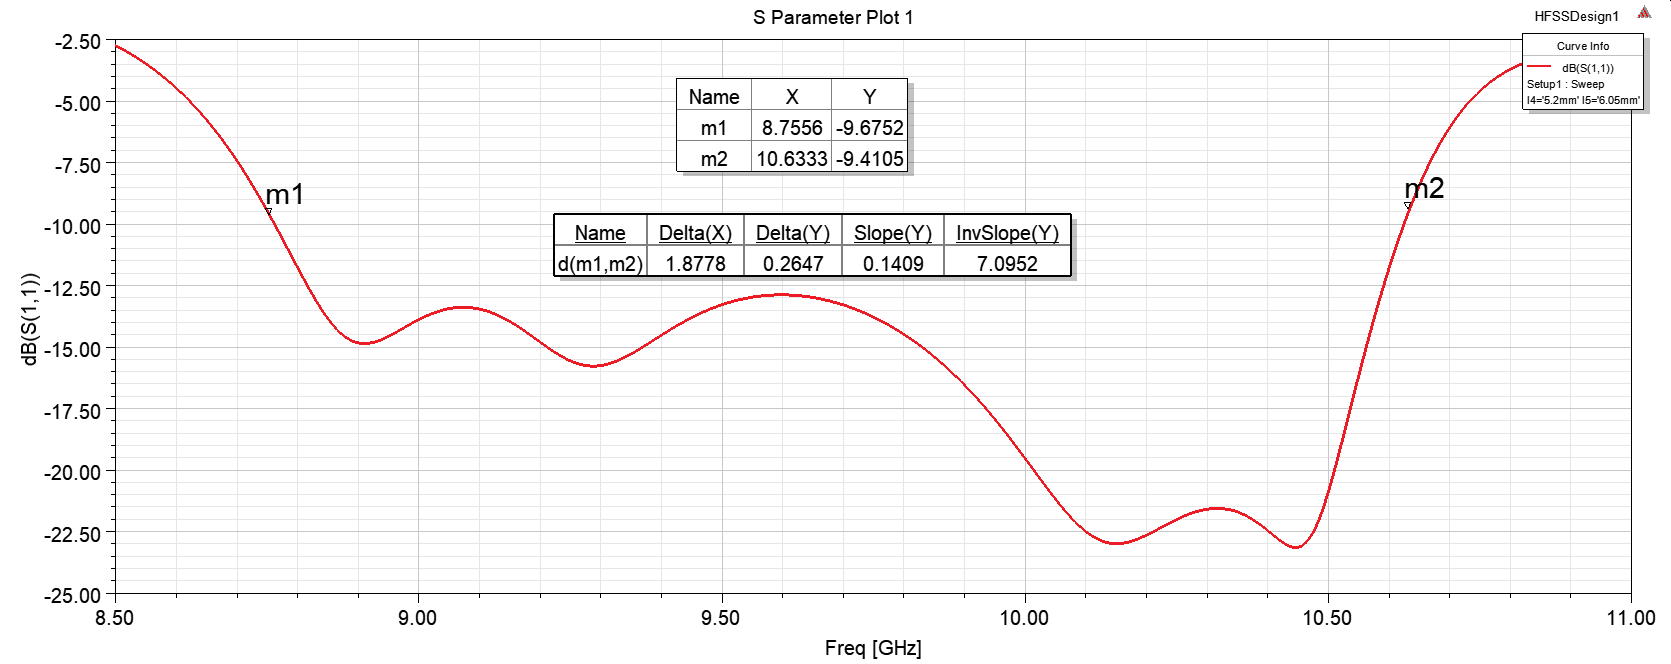 S Parameter Plot 1
HFSSDesign1
Curve Info
dB(S(1,1))
Setup1 : Sweep
l4='5.2mm' l5='6.05mm'
Name X Y
m1 8.7556 -9.6752
m2 10.6333 -9.4105
m1
m2
Name Delta(X) Delta(Y) Slope(Y) InvSlope(Y)
d(m1,m2) 1.8778 0.2647 0.1409 7.0952
dB(S(1,1))
-2.50
-5.00
-7.50
-10.00
-12.50
-15.00
-17.50
-20.00
-22.50
-25.00
8.50 9.00 9.50 10.00 10.50 11.00
Freq [GHz]